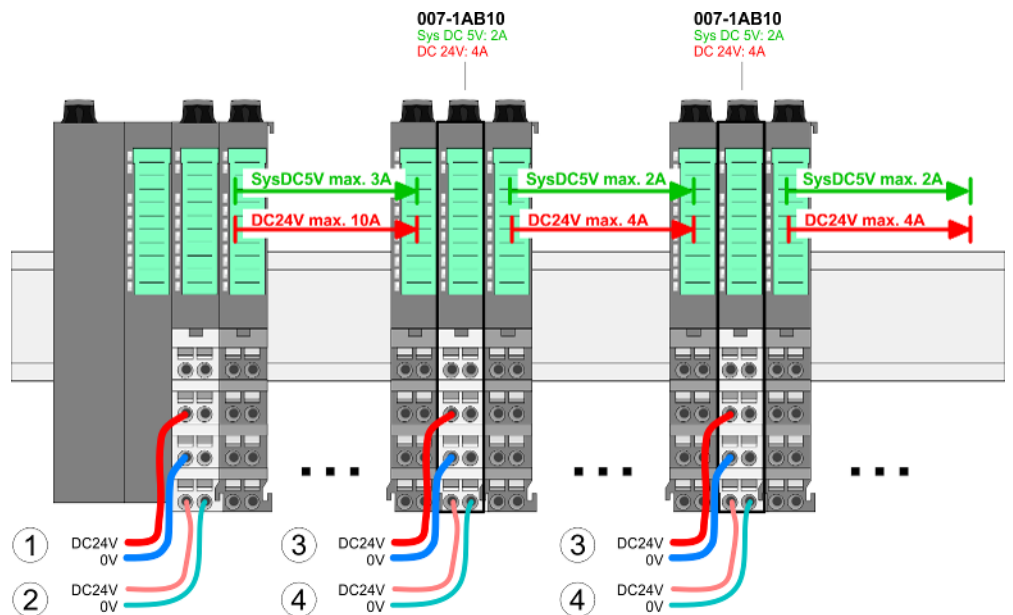 007-1AB10
Sys DC 5V: 2A
DC 24V: 4A
007-1AB10
Sys DC 5V: 2A
DC 24V: 4A
SysDC5V max. 3A
SysDC5V max. 2A
SysDC5V max. 2A
DC24V max. 10A
DC24V max. 4A
DC24V max. 4A
1
DC24V
0V
3
DC24V
0V
3
DC24V
0V
2
DC24V
0V
4
DC24V
0V
4
DC24V
0V